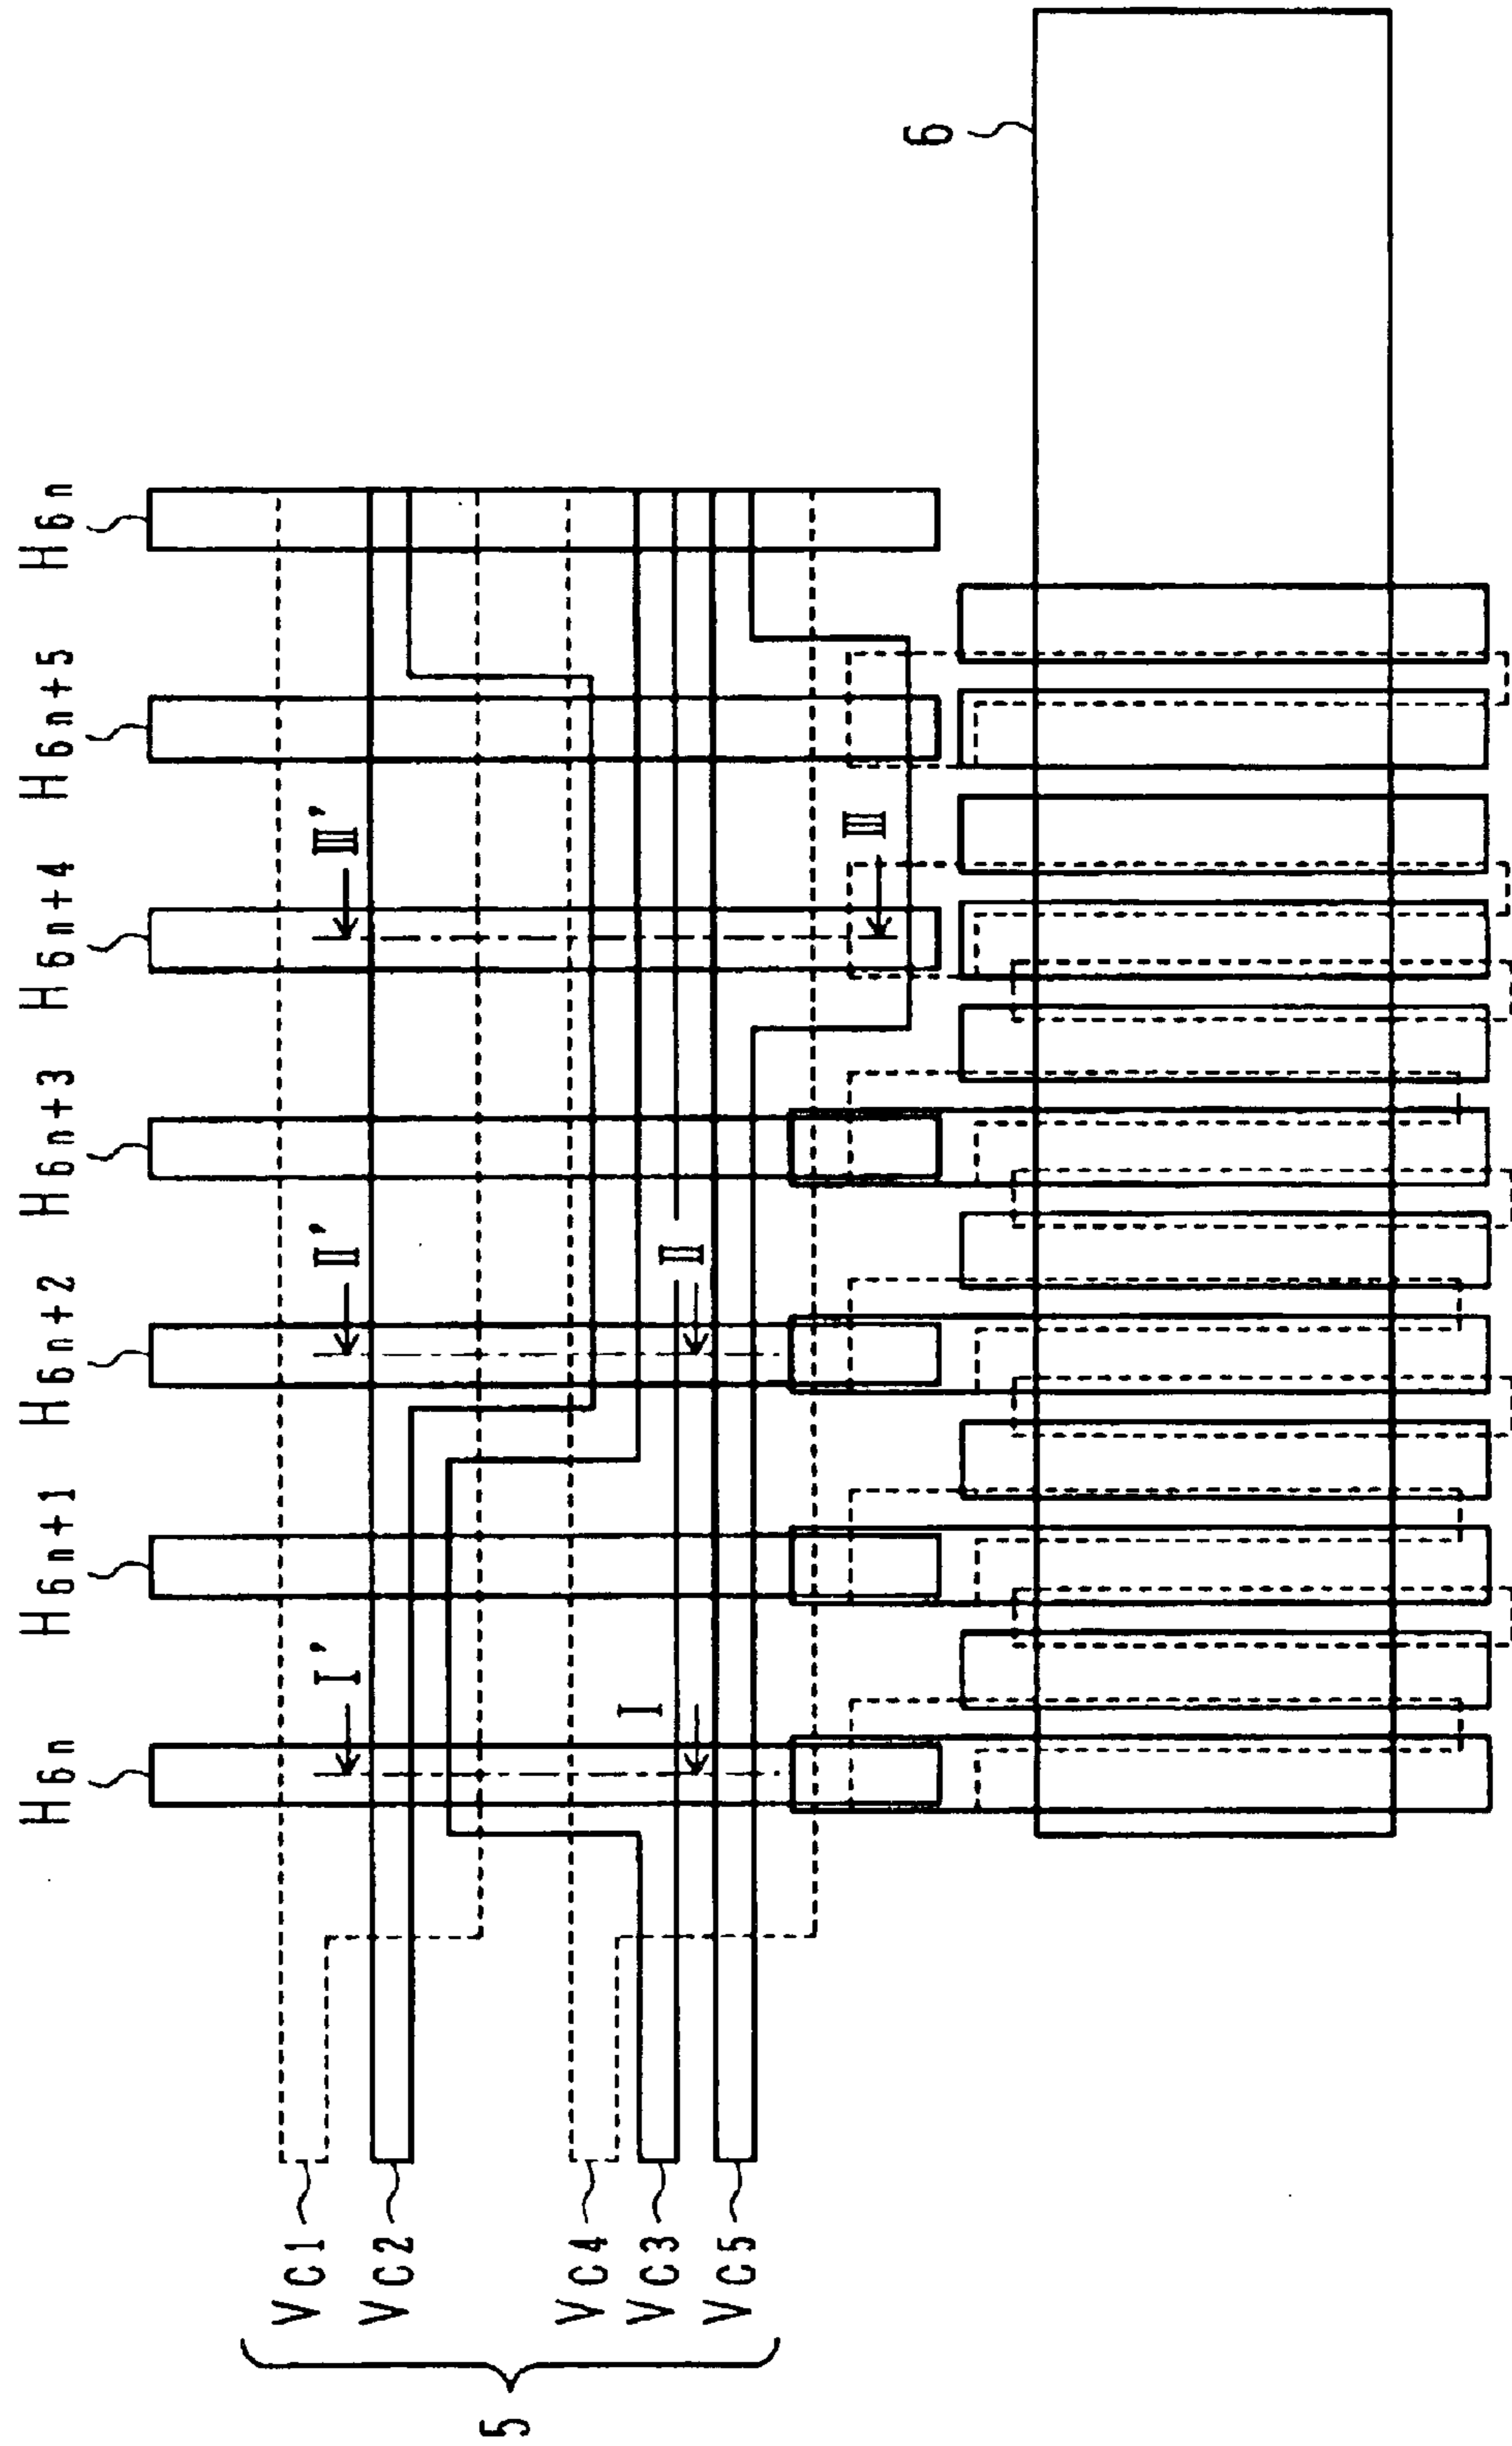 H6n
H6n+1
H6n+2
H6n+3
H6n+4
H6n+5
H6n
I'
II'
III'
I
II
III
VC1
VC2
VC4
VC3
VC5
5
6